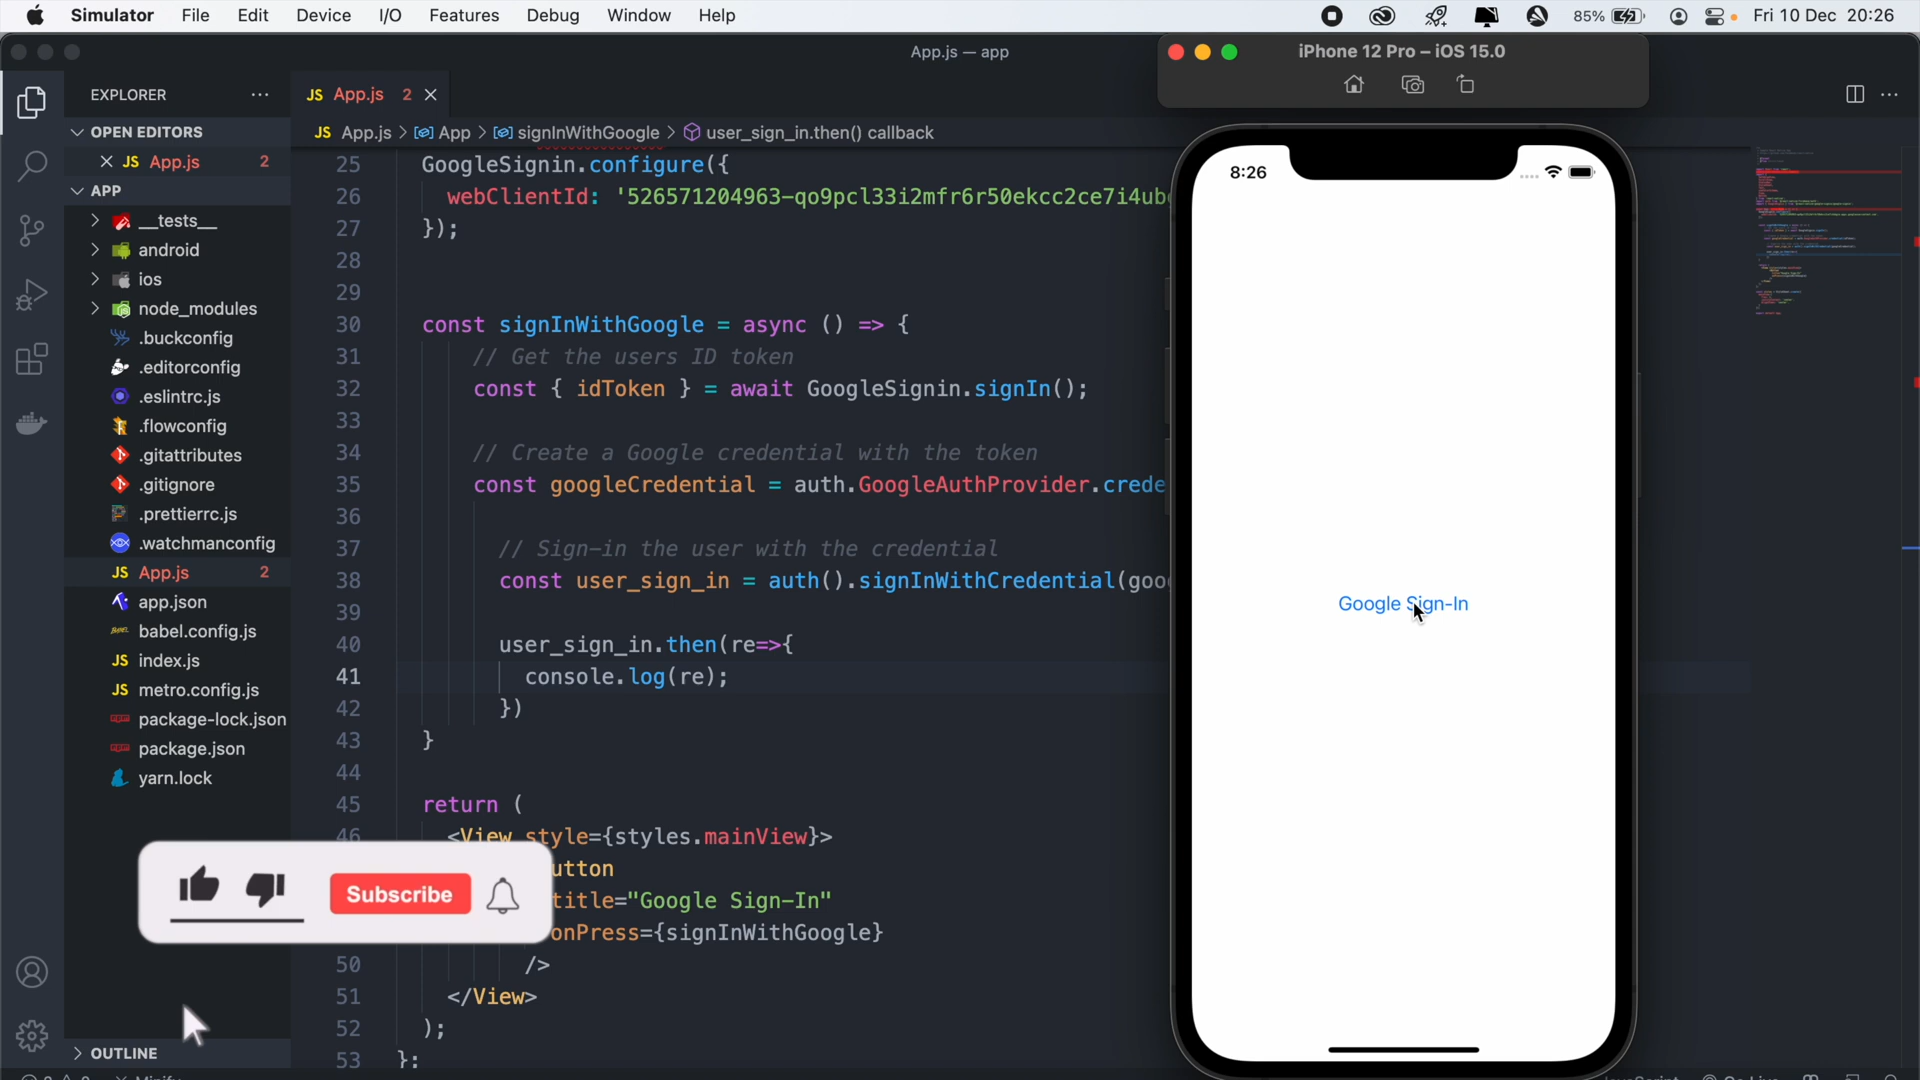 Simulator File Edit Device I/O Features Debug Window Help 85% Fri 10 Dec 20:26
App.js — app
iPhone 12 Pro – iOS 15.0
EXPLORER
JS App.js 2
OPEN EDITORS
JS App.js > App > signInWithGoogle > user_sign_in.then() callback
JS App.js 2
APP
__tests__
android
ios
node_modules
.buckconfig
.editorconfig
.eslintrc.js
.flowconfig
.gitattributes
.gitignore
.prettierrc.js
.watchmanconfig
JS App.js 2
app.json
BABEL babel.config.js
JS index.js
JS metro.config.js
package-lock.json
package.json
yarn.lock
OUTLINE
25 GoogleSignin.configure({
26 webClientId: '526571204963-qo9pcl33i2mfr6r50ekcc2ce7i4ub
27 });
28
29
30 const signInWithGoogle = async () => {
31 // Get the users ID token
32 const { idToken } = await GoogleSignin.signIn();
33
34 // Create a Google credential with the token
35 const googleCredential = auth.GoogleAuthProvider.crede
36
37 // Sign-in the user with the credential
38 const user_sign_in = auth().signInWithCredential(goo
39
40 user_sign_in.then(re=>{
41 console.log(re);
42 })
43 }
44
45 return (
46 <View style={styles.mainView}>
utton
title="Google Sign-In"
onPress={signInWithGoogle}
50 />
51 </View>
52 );
53 };
Subscribe
8:26
Google Sign-In